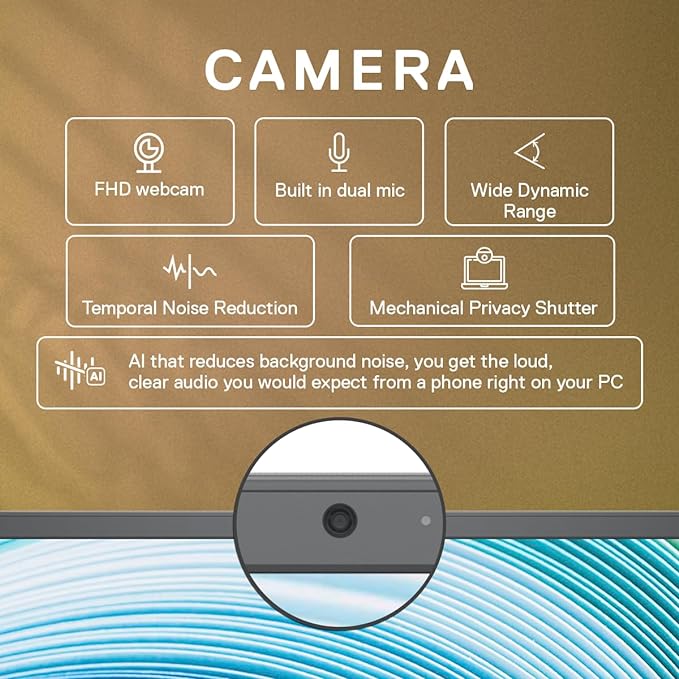 CAMERA
FHD webcam
Built in dual mic
Wide Dynamic
Range
Temporal Noise Reduction
Mechanical Privacy Shutter
AI
AI that reduces background noise, you get the loud,
clear audio you would expect from a phone right on your PC